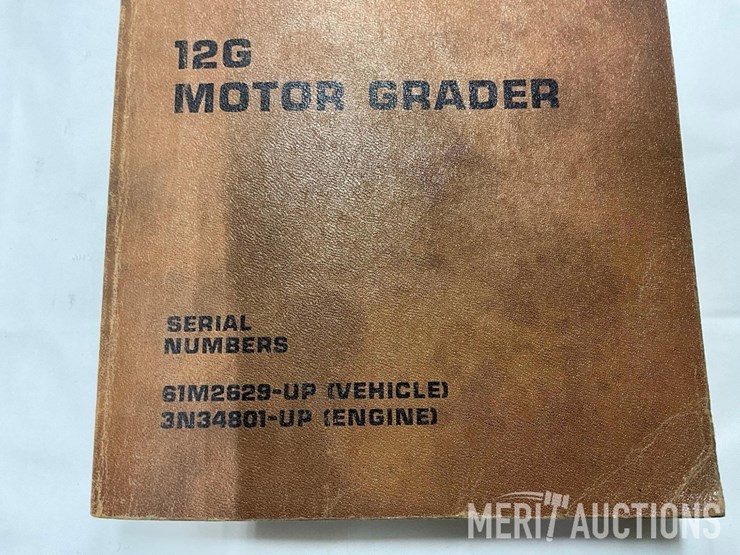 12G
MOTOR GRADER
SERIAL
NUMBERS
61M2629-UP (VEHICLE)
3N34801-UP (ENGINE)
MERIT AUCTIONS